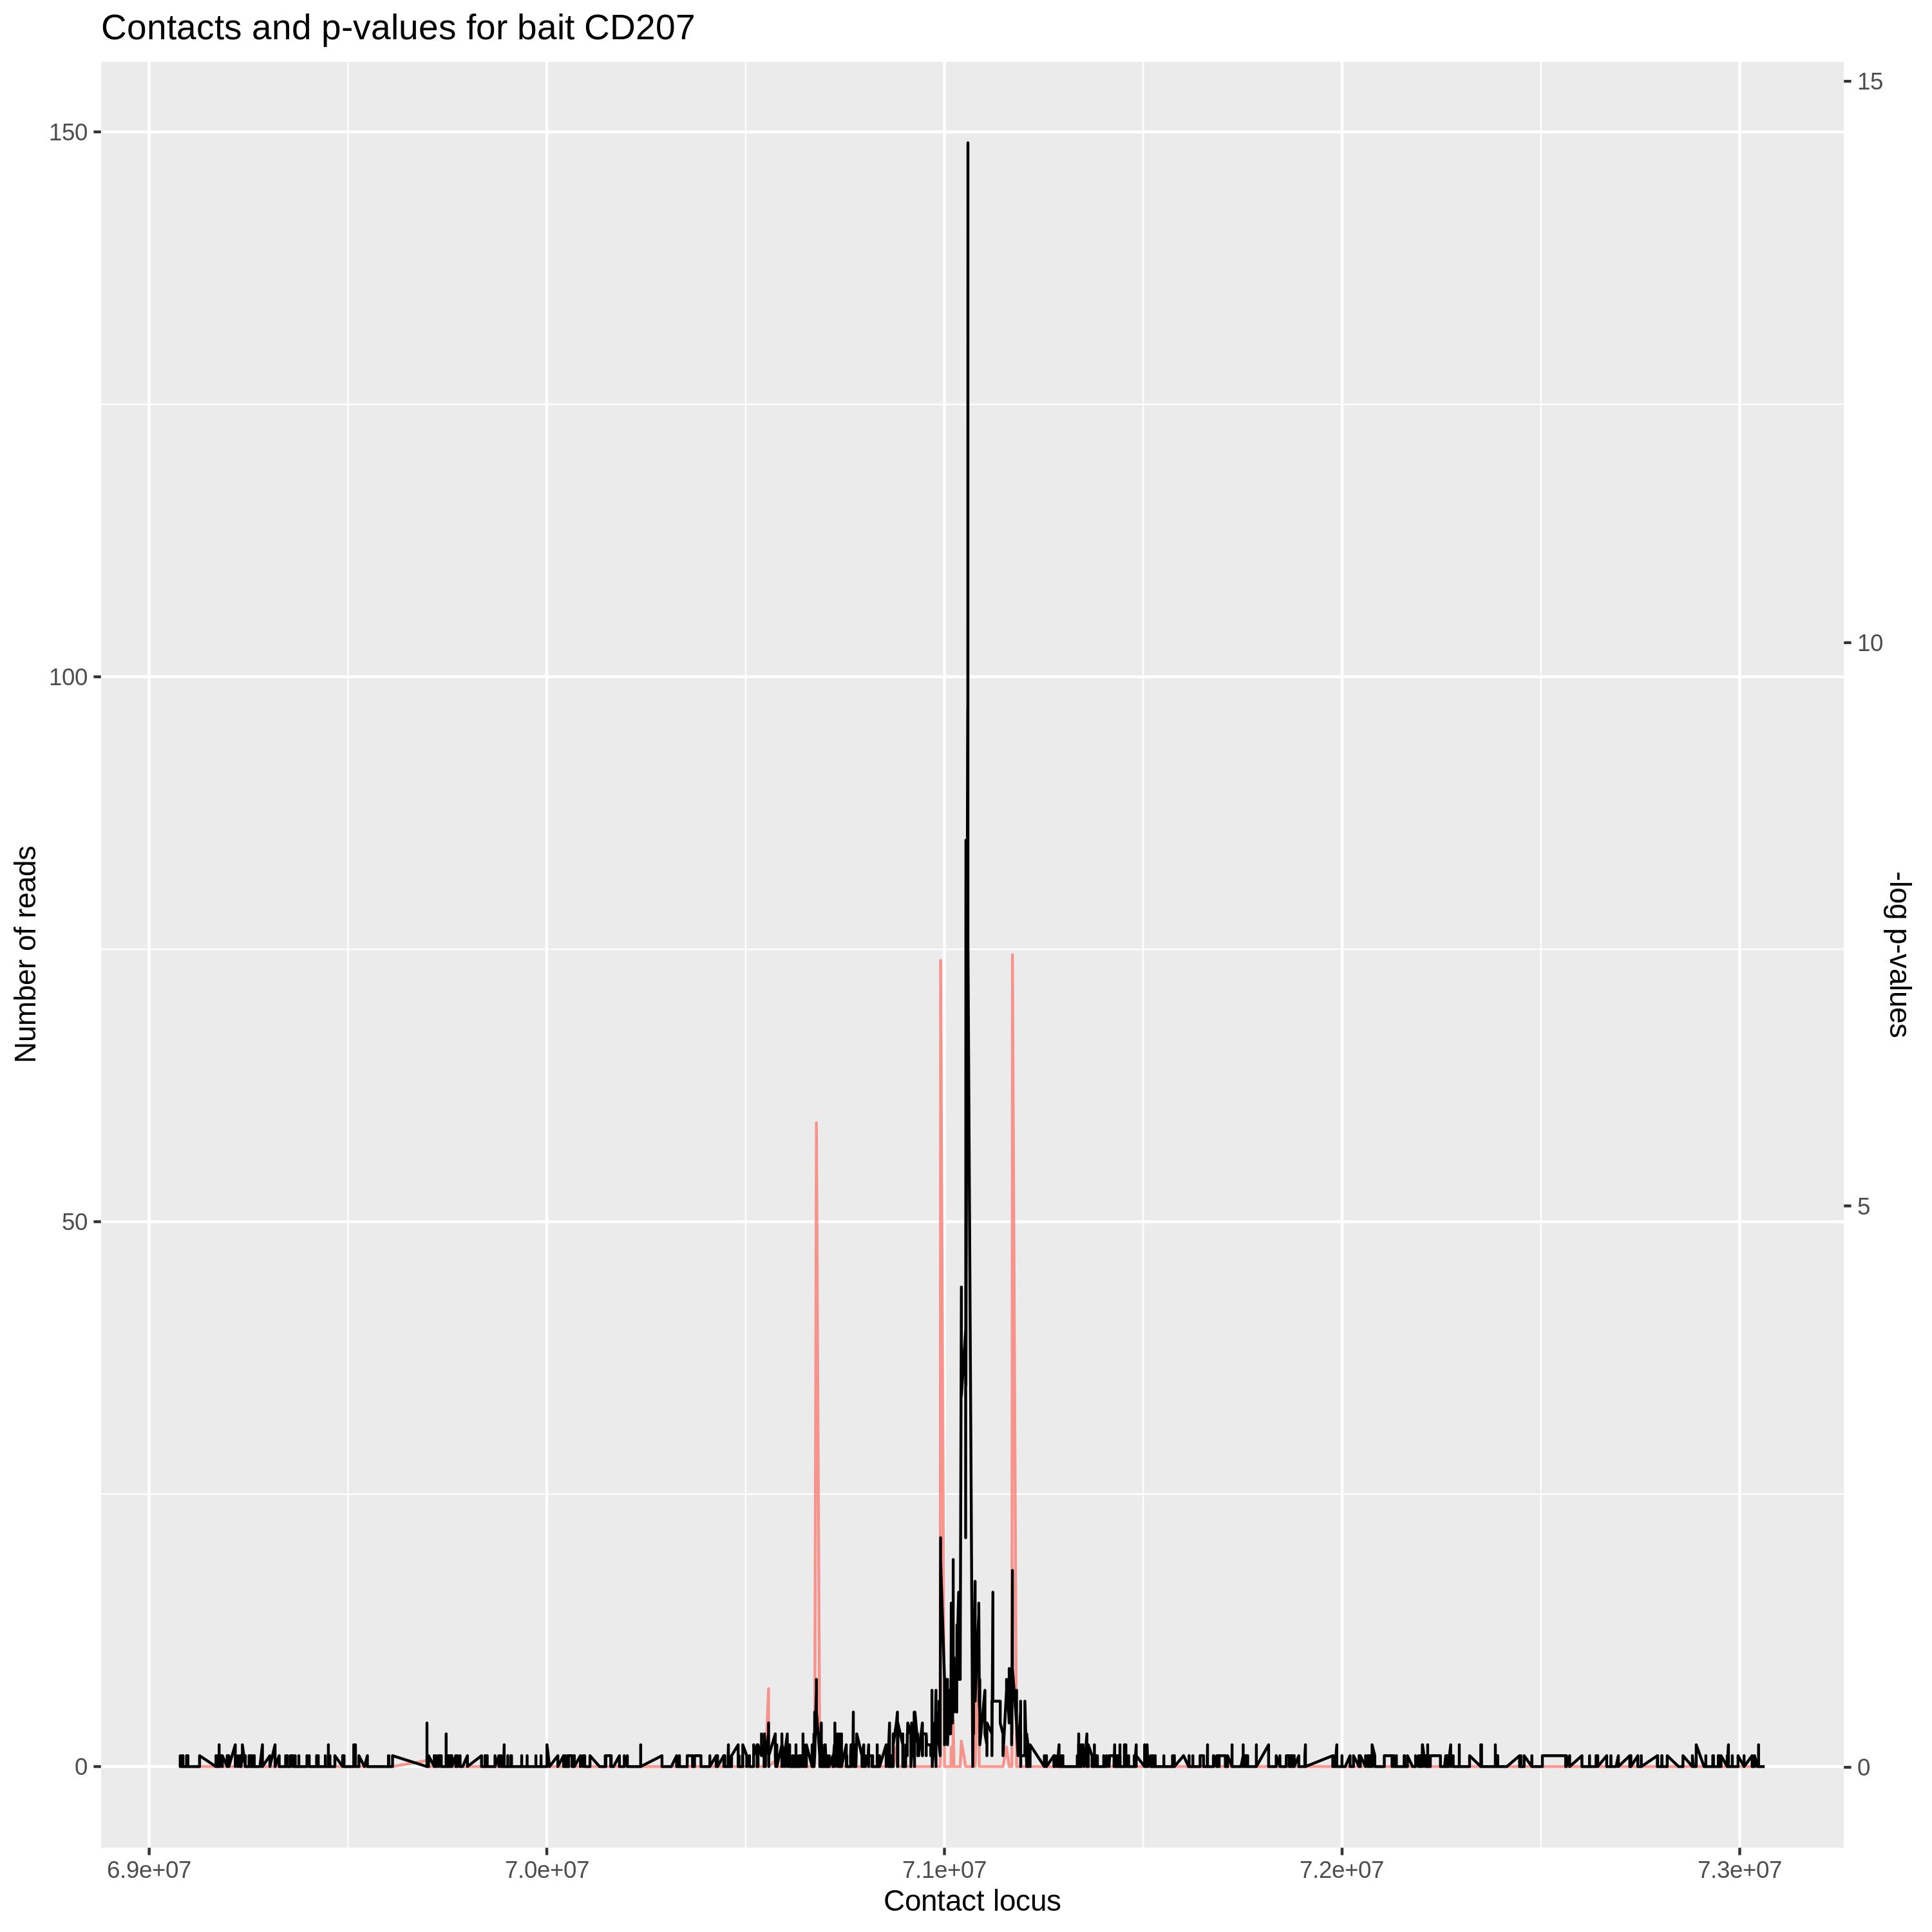 Contacts and p-values for bait CD207
150
100
50
0
Number of reads
15
10
5
0
-log p-values
6.9e+07
7.0e+07
7.1e+07
7.2e+07
7.3e+07
Contact locus